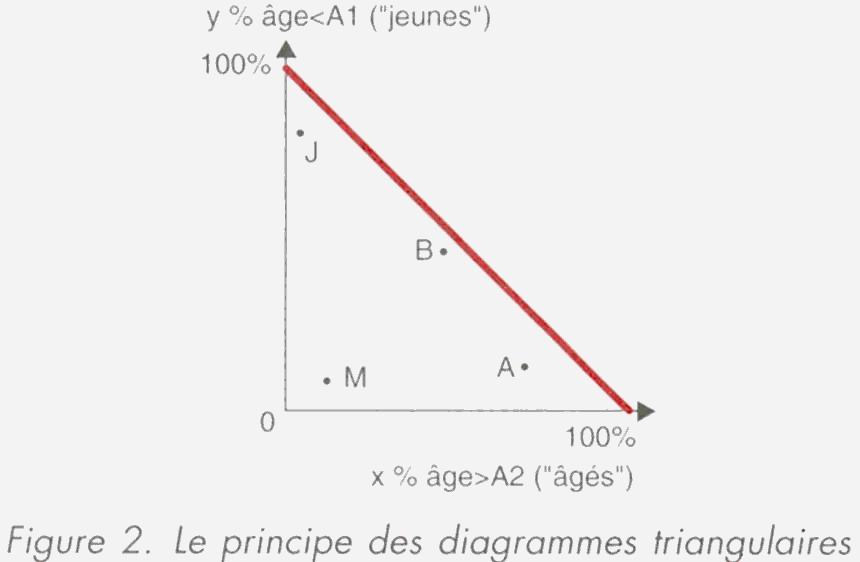 y % âge<A1 ("jeunes")
100%
J
B
M
A
0
100%
x % âge>A2 ("âgés")
Figure 2. Le principe des diagrammes triangulaires